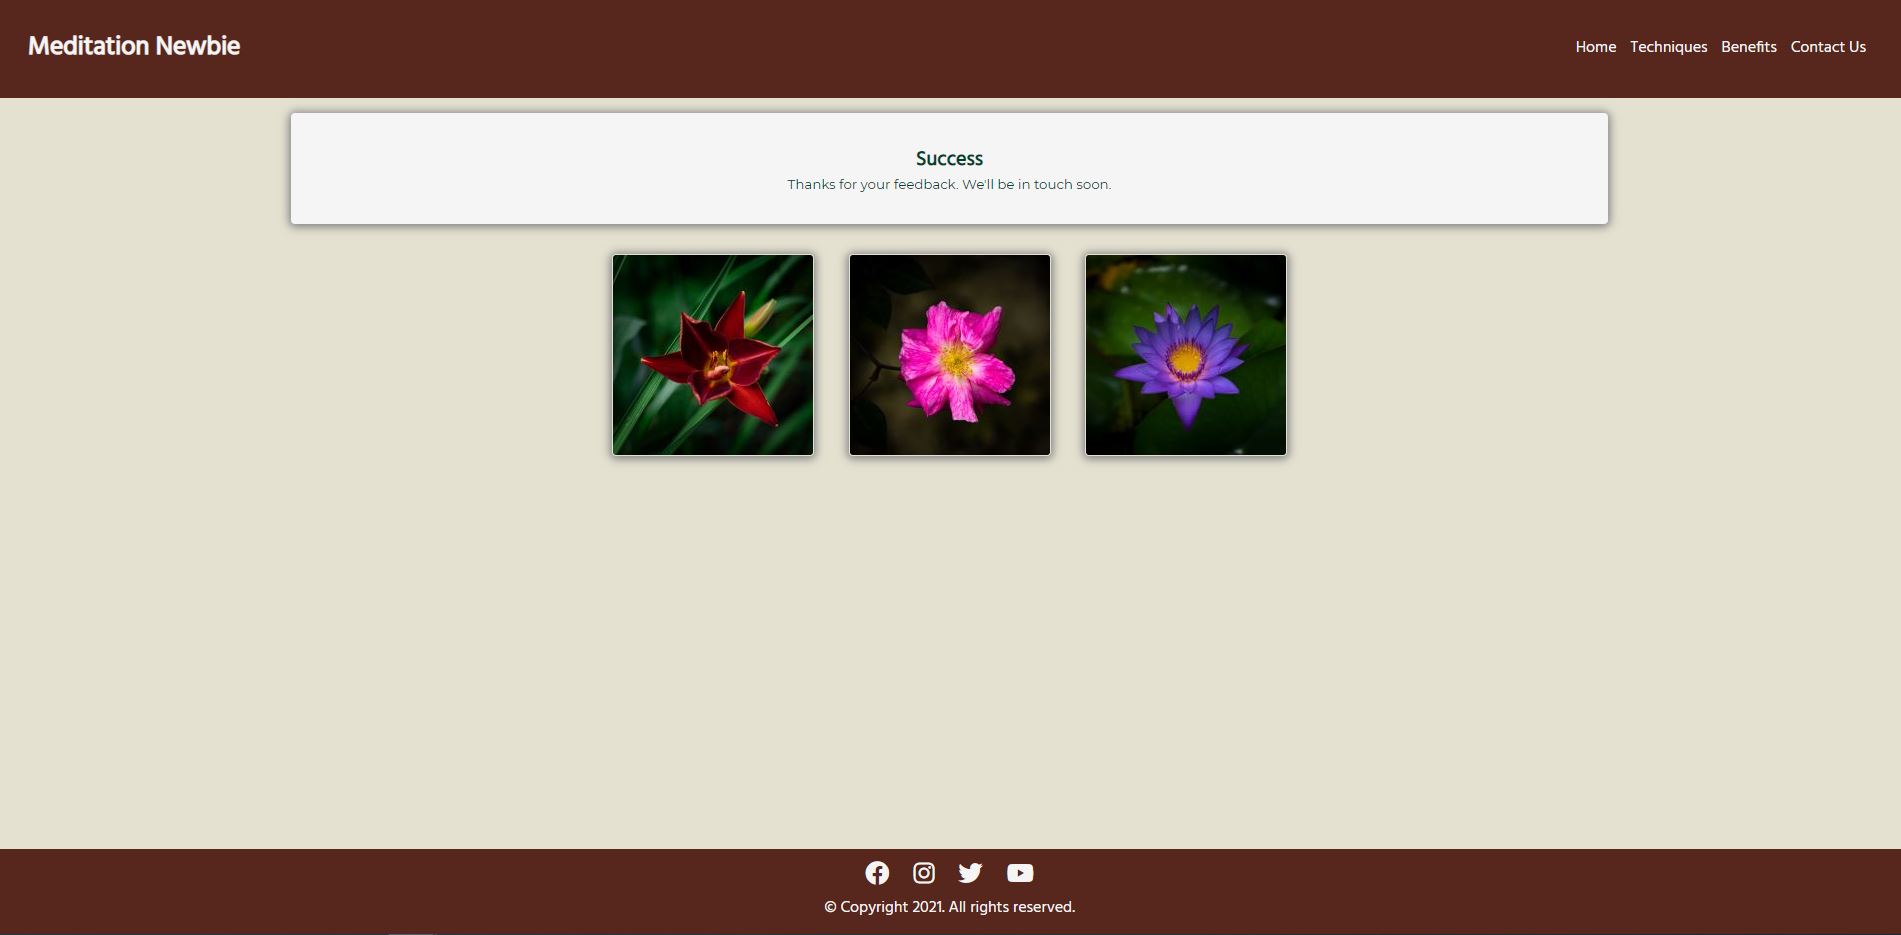 Meditation Newbie
Home Techniques Benefits Contact Us
Success
Thanks for your feedback. We'll be in touch soon.
© Copyright 2021. All rights reserved.